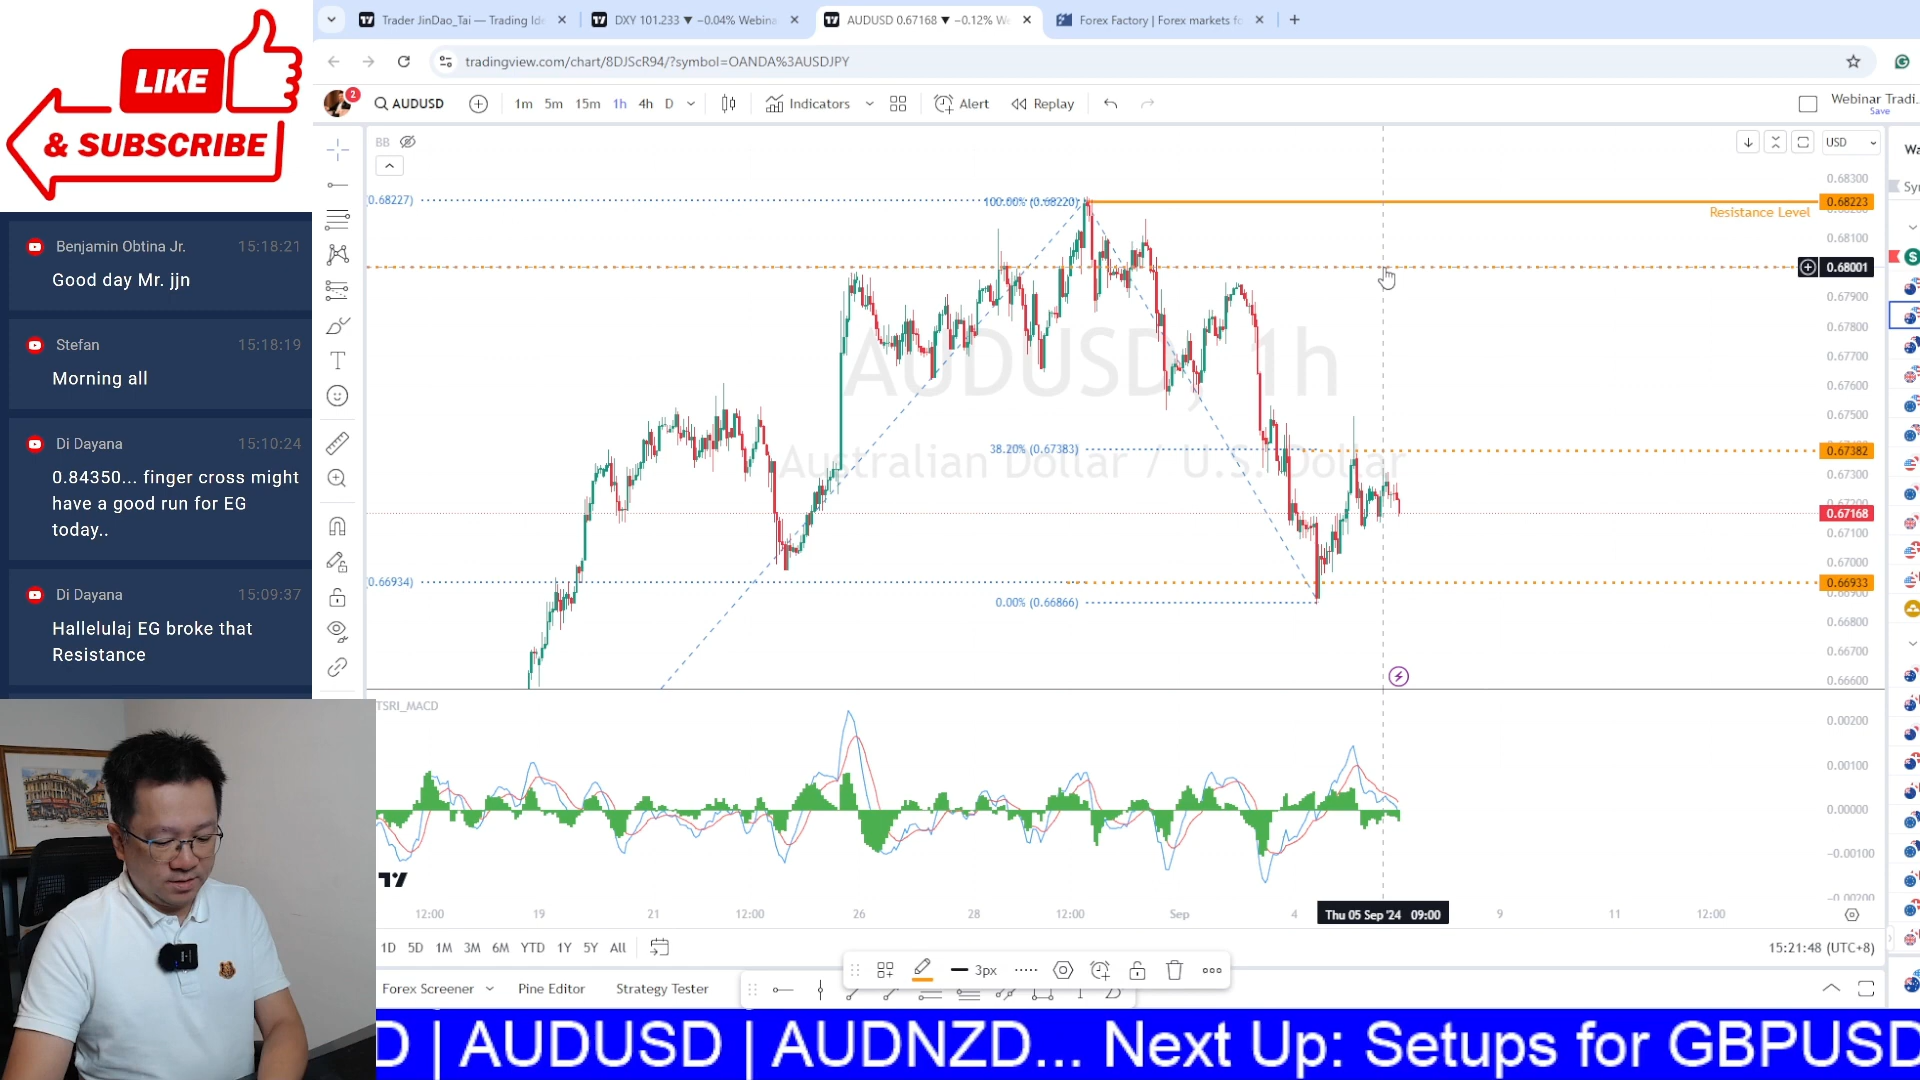 LIKE
& SUBSCRIBE
Benjamin Obtina Jr. 15:18:21
Good day Mr. jjn
Stefan 15:18:19
Morning all
Di Dayana 15:10:24
0.84350... finger cross might
have a good run for EG
today..
Di Dayana 15:09:37
Hallelulaj EG broke that
Resistance
Trader JinDao_Tai — Trading Ide
DXY 101.233 ▼ −0.04% Webina
AUDUSD 0.67168 ▼ −0.12% We
Forex Factory | Forex markets fo
tradingview.com/chart/8DJScR94/?symbol=OANDA%3AUSDJPY
2
AUDUSD 1m 5m 15m 1h 4h D Indicators Alert Replay
Webinar Tradi...
Save
BB
USD
0.68300
(0.68227)
100.00% (0.68220)
0.68223
Resistance Level
0.68100
0.68001
0.67900
0.67800
0.67700
0.67600
0.67500
AUDUSD, 1h
Australian Dollar / U.S. Dollar
38.20% (0.67383)
0.67382
0.67300
0.67168
0.67100
0.67000
(0.66934)
0.66933
0.00% (0.66866)
0.66800
0.66700
0.66600
TSRI_MACD
0.00200
0.00100
0.00000
−0.00100
12:00 19 21 12:00 26 28 12:00 Sep 4 Thu 05 Sep '24 09:00 9 11 12:00
1D 5D 1M 3M 6M YTD 1Y 5Y All
15:21:48 (UTC+8)
3px
Forex Screener Pine Editor Strategy Tester
D | AUDUSD | AUDNZD... Next Up: Setups for GBPUSD